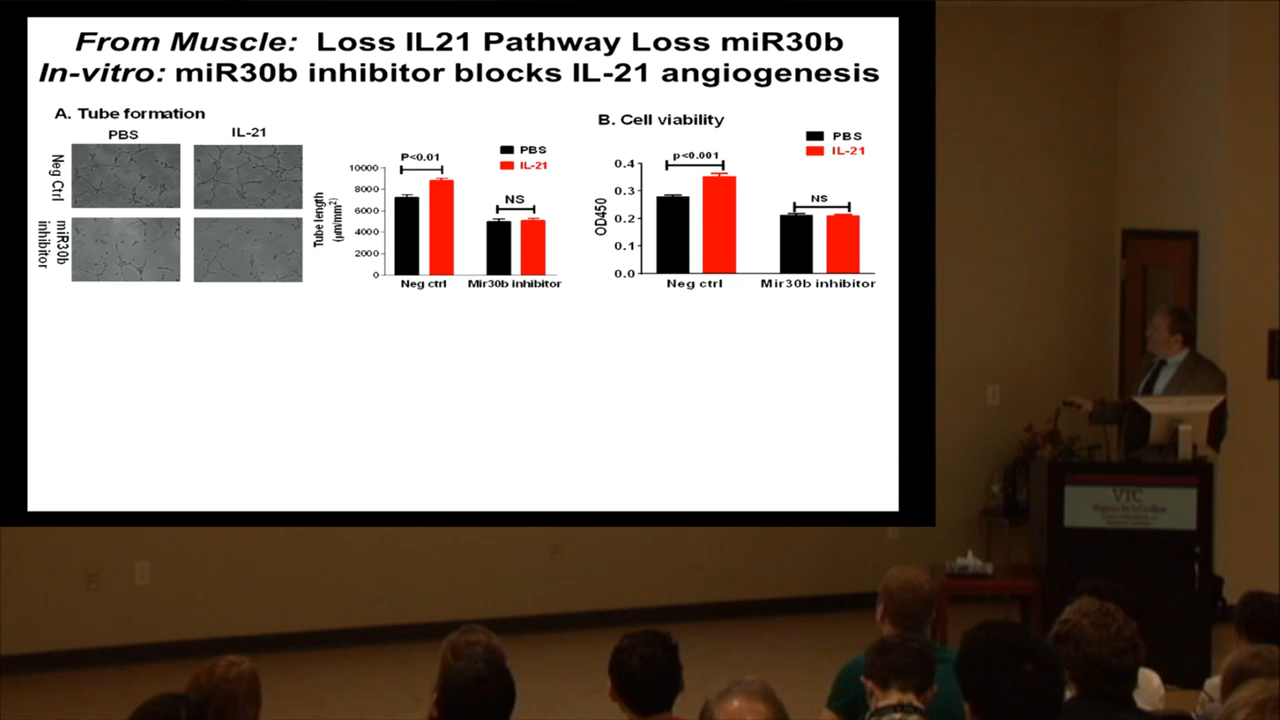 From Muscle: Loss IL21 Pathway Loss miR30b
In-vitro: miR30b inhibitor blocks IL-21 angiogenesis
A. Tube formation
PBS
IL-21
Neg Ctrl
miR30b
inhibitor
PBS
IL-21
P<0.01
NS
Tube length
(µm/mm²)
10000
8000
6000
4000
2000
0
Neg ctrl
Mir30b inhibitor
B. Cell viability
PBS
IL-21
p<0.001
NS
OD450
0.4
0.3
0.2
0.1
0.0
Neg ctrl
Mir30b inhibitor
VTC